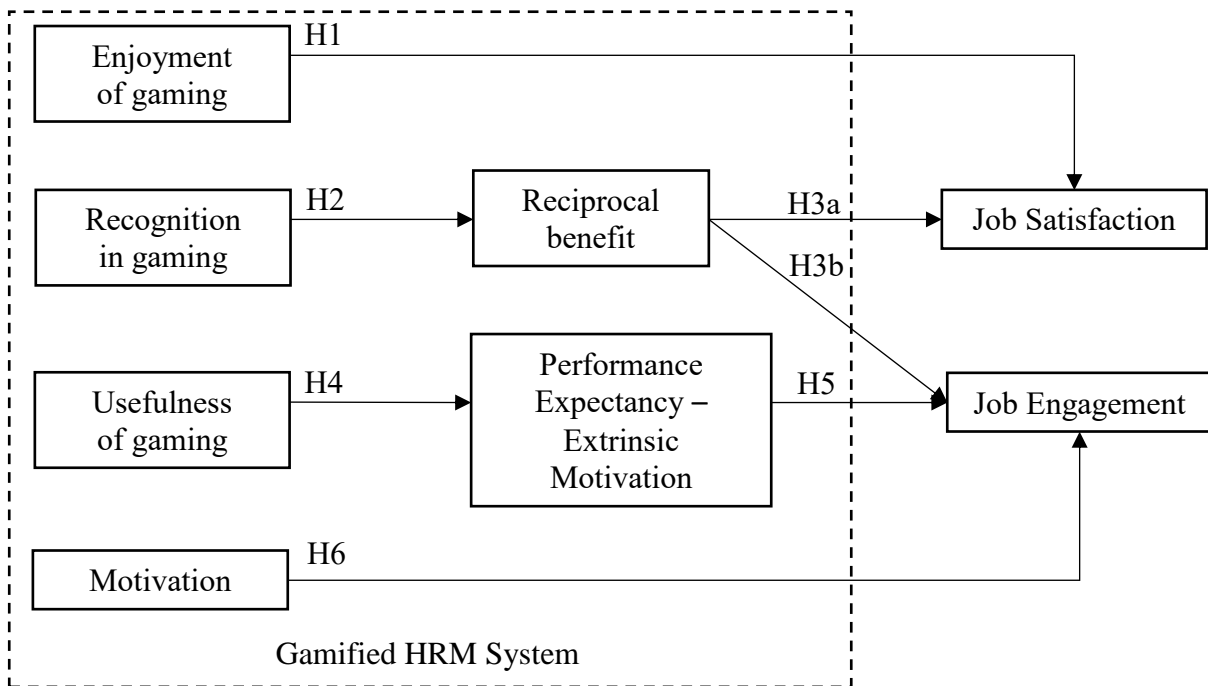 H1
Enjoyment
of gaming
H2
H3a
Recognition
in gaming
Reciprocal
benefit
Job Satisfaction
H3b
H4
H5
Usefulness
of gaming
Performance
Expectancy –
Extrinsic
Motivation
Job Engagement
H6
Motivation
Gamified HRM System